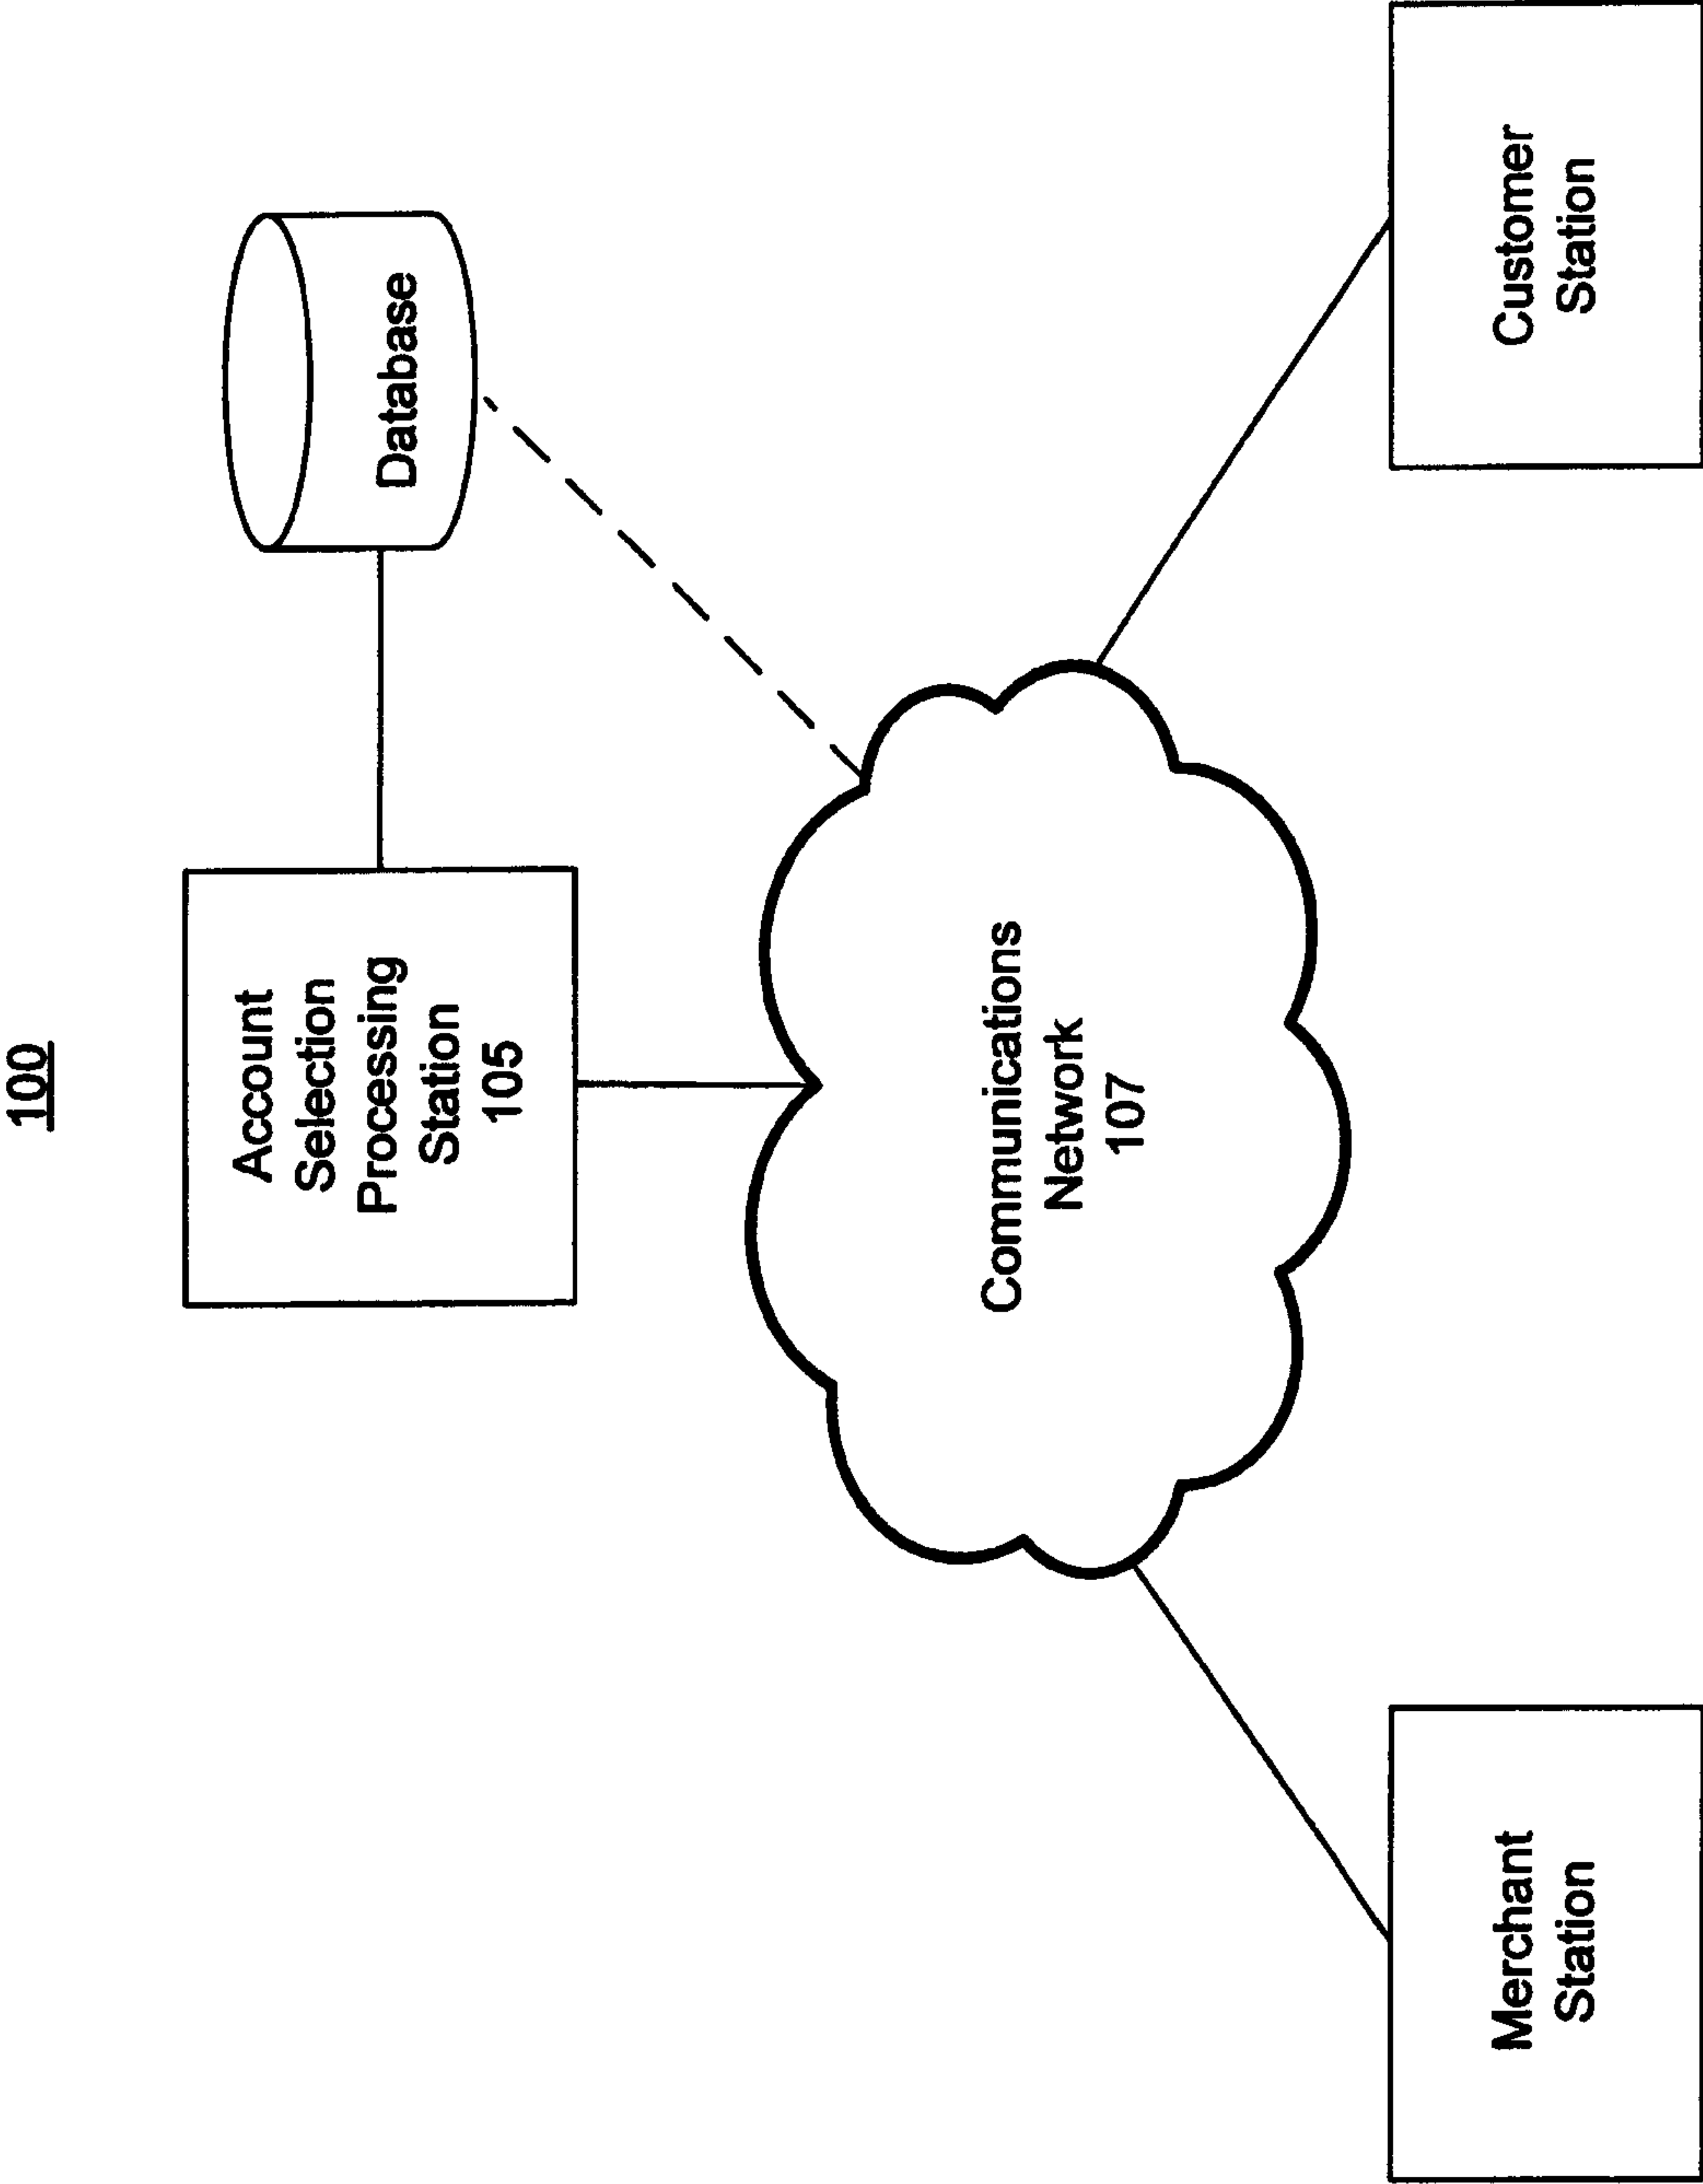 100
Account
Selection
Processing
Station
105
Database
Communications
Network
107
Merchant
Station
Customer
Station